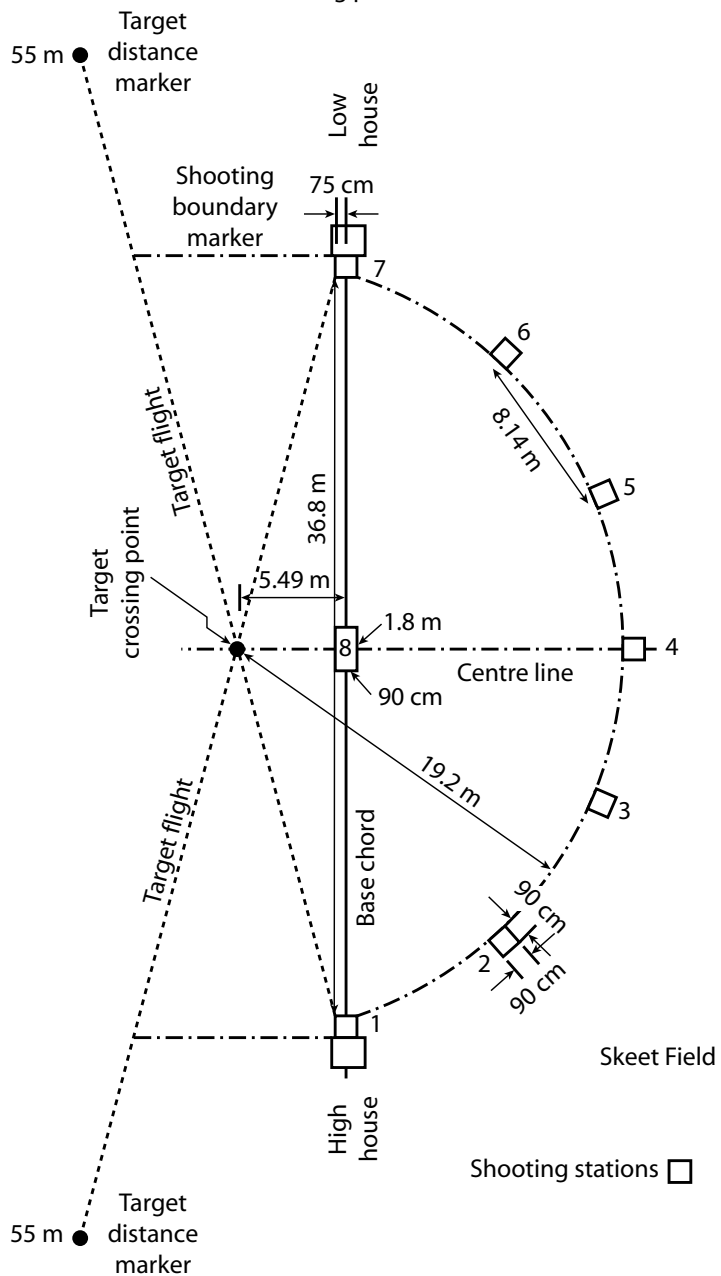 55 m
Target
distance
marker
Low
house
75 cm
Shooting
boundary
marker
7
6
8.14 m
5
Target flight
36.8 m
Target
crossing point
5.49 m
8
1.8 m
4
Centre line
90 cm
19.2 m
3
Target flight
Base chord
90 cm
2
90 cm
1
Skeet Field
High
house
Shooting stations
55 m
Target
distance
marker